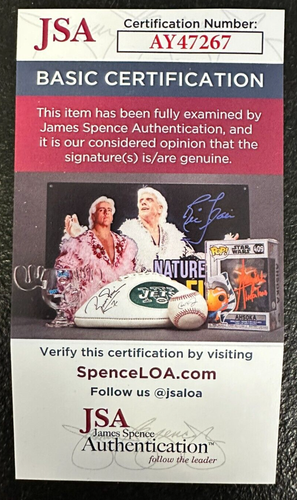 JSA
Certification Number:
AY47267
BASIC CERTIFICATION
This item has been fully examined by
James Spence Authentication, and
it is our considered opinion that the
signature(s) is/are genuine.
NATURE
JETS
POP!
STAR WARS
409
AHSOKA
Verify this certification by visiting
SpenceLOA.com
Follow us @jsaloa
JSA
James Spence
Authentication™
follow the leader